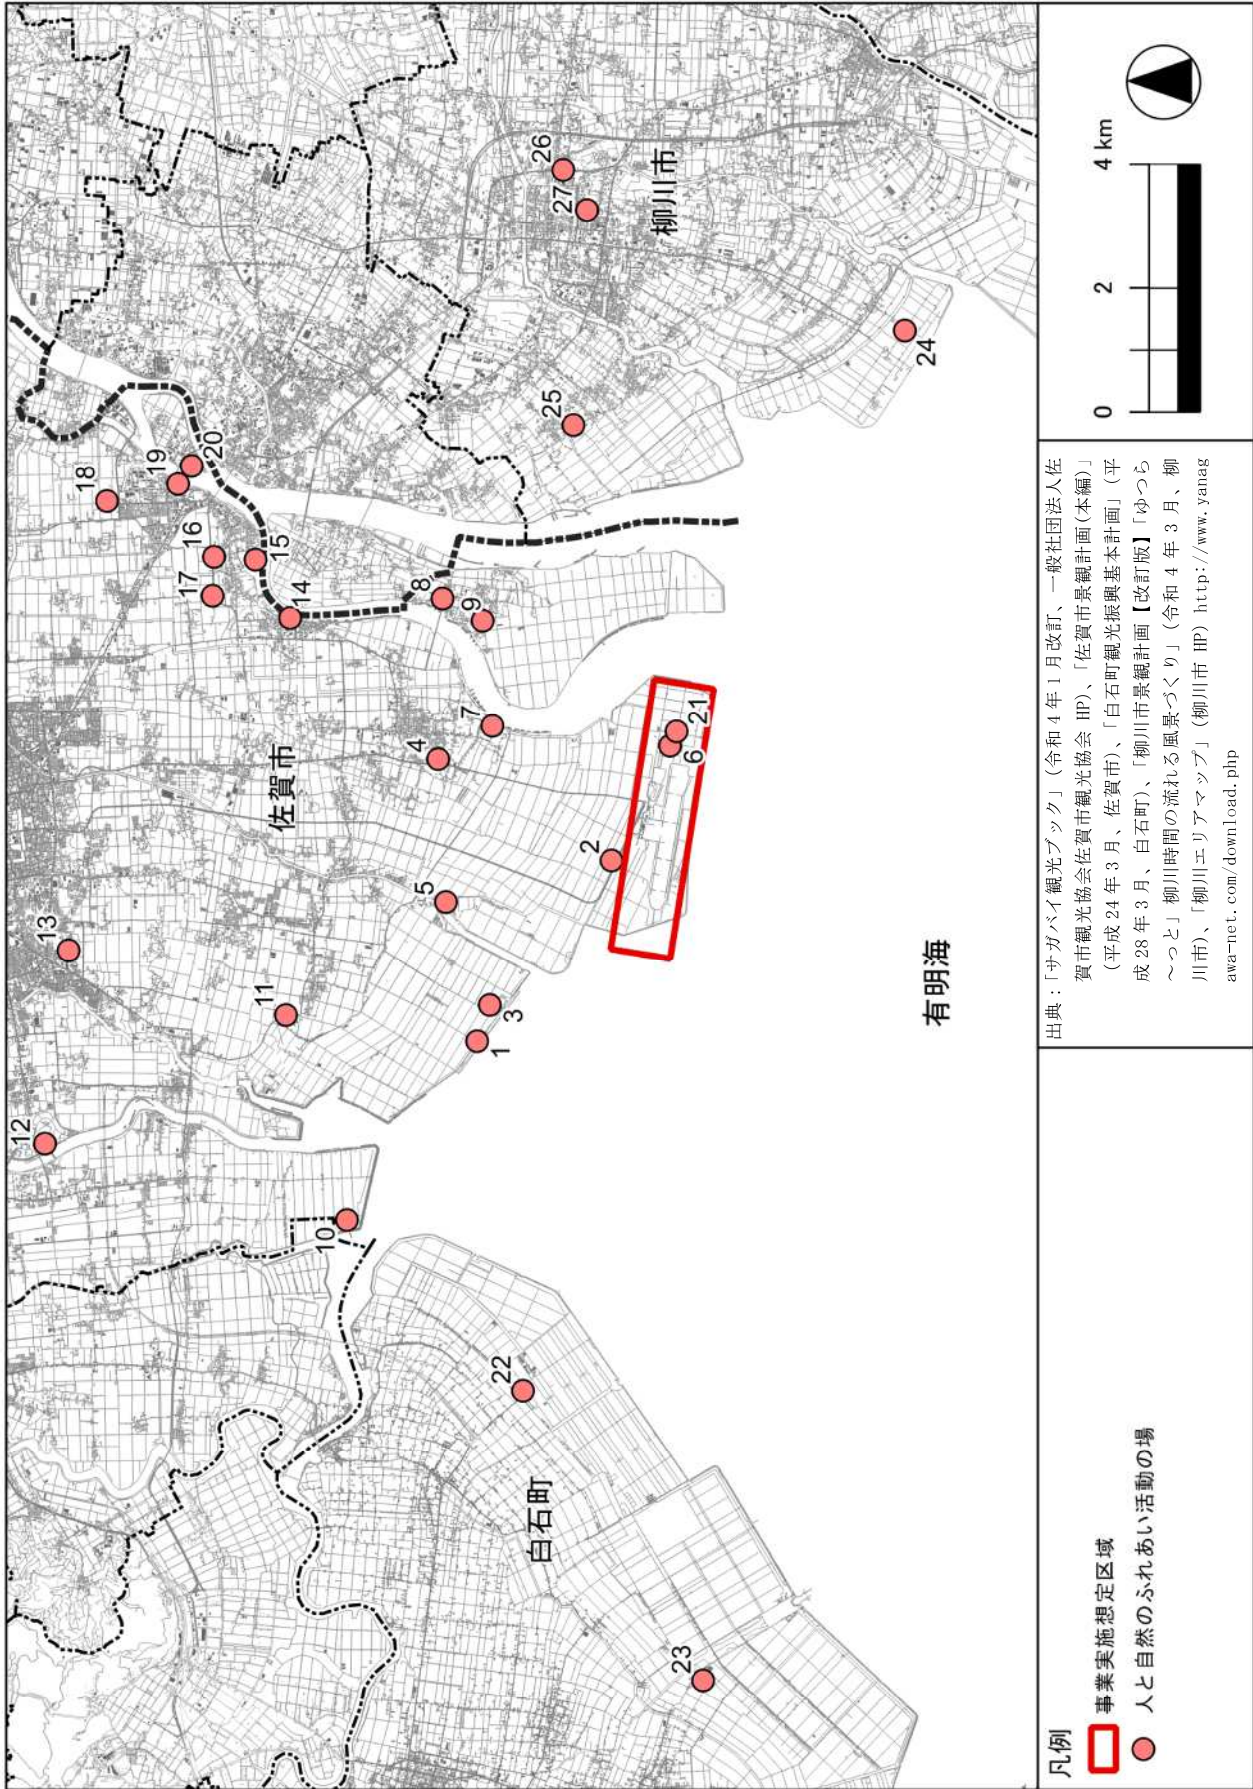 13
12
18
19
20
16
17
15
14
11
佐賀市
26
27
柳川市
25
8
9
7
4
5
10
3
1
2
21
6
24
22
白石町
23
有明海
凡例
事業実施想定区域
人と自然のふれあい活動の場
出典：「サガバイ観光ブック」（令和４年１月改訂、一般社団法人佐
賀市観光協会佐賀市観光協会 HP）、「佐賀市景観計画(本編)」
（平成 24 年 3 月、佐賀市）、「白石町観光振興基本計画」（平
成 28 年 3 月、白石町）、「柳川市景観計画【改訂版】「ゆつら
～っと」柳川時間の流れる風景づくり」（令和 4 年 3 月、柳
川市）、「柳川エリアマップ」（柳川市 HP）http://www.yanag
awa-net.com/download.php
0 2 4 km